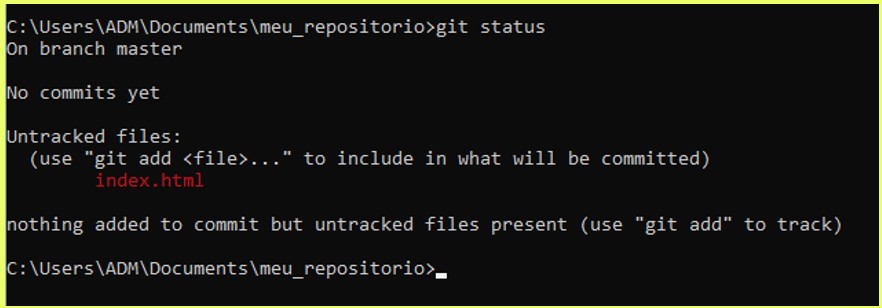 C:\Users\ADM\Documents\meu_repositorio>git status
On branch master
No commits yet
Untracked files:
(use "git add <file>..." to include in what will be committed)
index.html
nothing added to commit but untracked files present (use "git add" to track)
C:\Users\ADM\Documents\meu_repositorio>